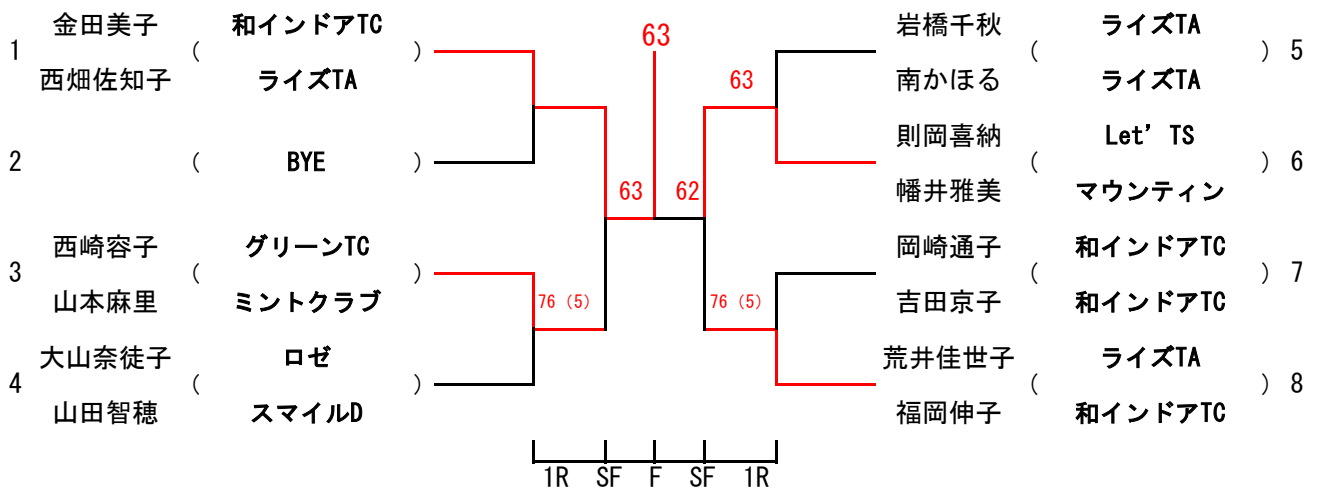 金田美子 和インドアTC
1 ( )
西畑佐知子 ライズTA
2 ( BYE )
西崎容子 グリーンTC
3 ( )
山本麻里 ミントクラブ
大山奈徒子 ロゼ
4 ( )
山田智穂 スマイルD
63
63 62
76（5） 76（5）
63
岩橋千秋 ライズTA
( ) 5
南かほる ライズTA
則岡喜納 Let’TS
( ) 6
幡井雅美 マウンティン
岡崎通子 和インドアTC
( ) 7
吉田京子 和インドアTC
荒井佳世子 ライズTA
( ) 8
福岡伸子 和インドアTC
1R SF F SF 1R